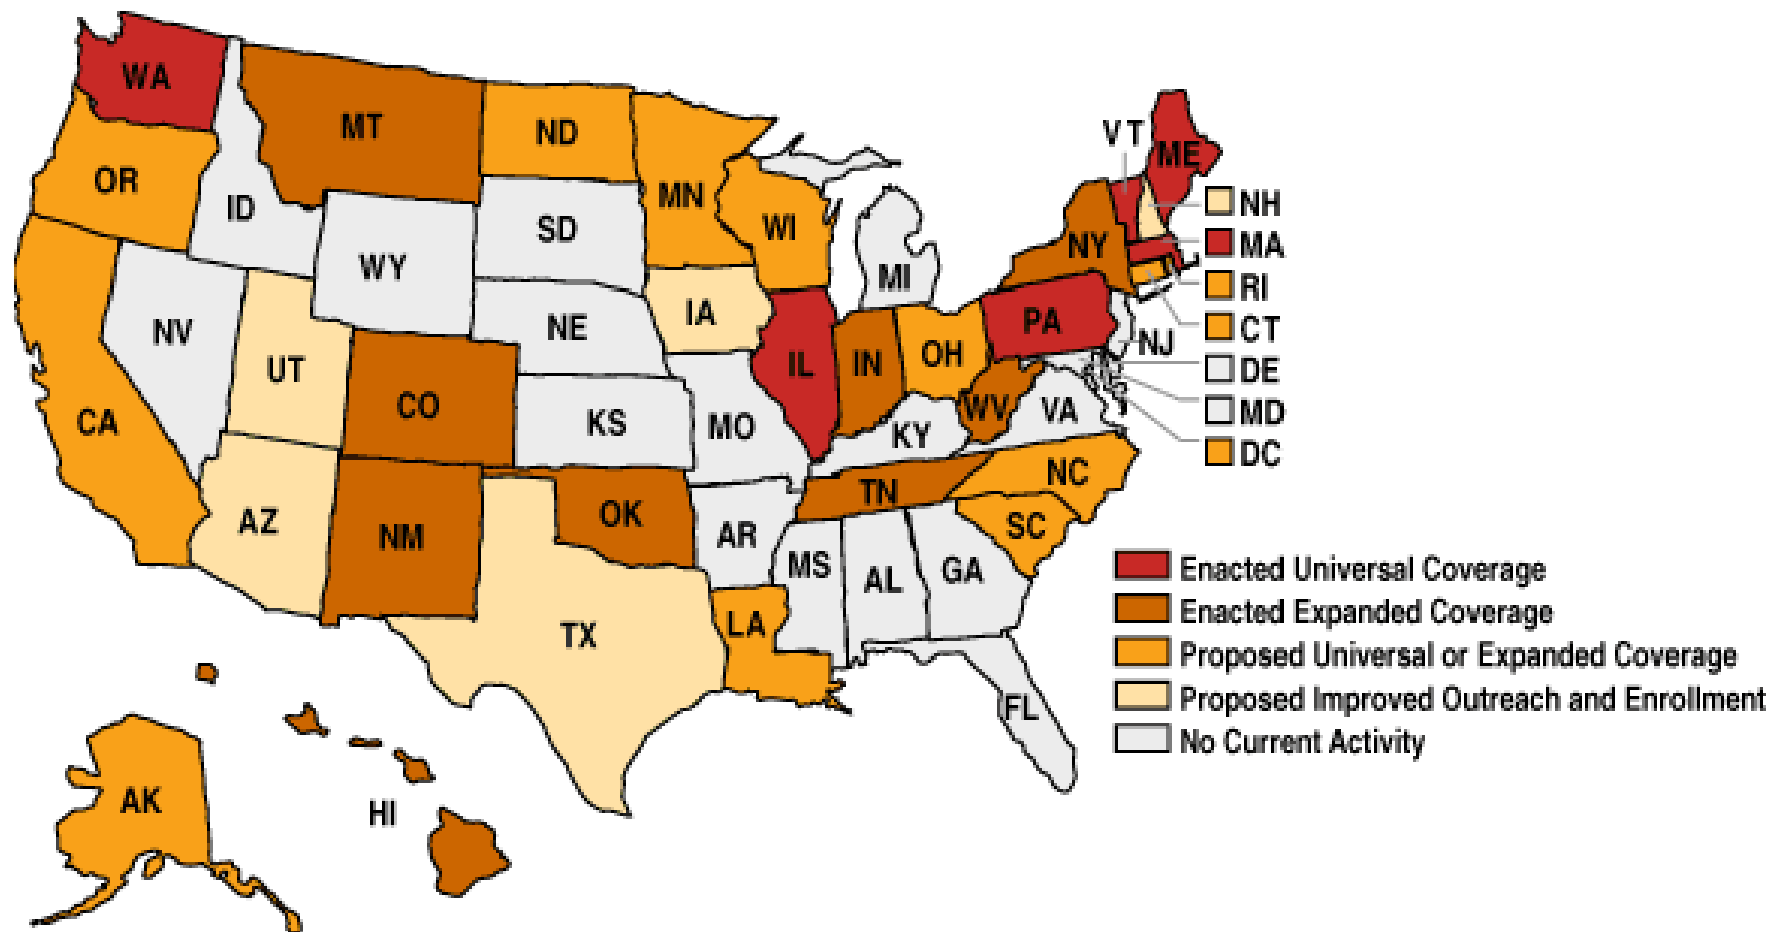 WA
MT
ND
MN
VT
ME
OR
ID
SD
WI
NH
WY
NY
MA
MI
RI
NV
NE
IA
PA
CT
UT
IL
IN
OH
NJ
DE
CA
CO
KS
MO
KY
WV
VA
MD
DC
AZ
NM
OK
AR
TN
NC
SC
MS
AL
GA
TX
LA
FL
Enacted Universal Coverage
Enacted Expanded Coverage
Proposed Universal or Expanded Coverage
Proposed Improved Outreach and Enrollment
No Current Activity
AK
HI